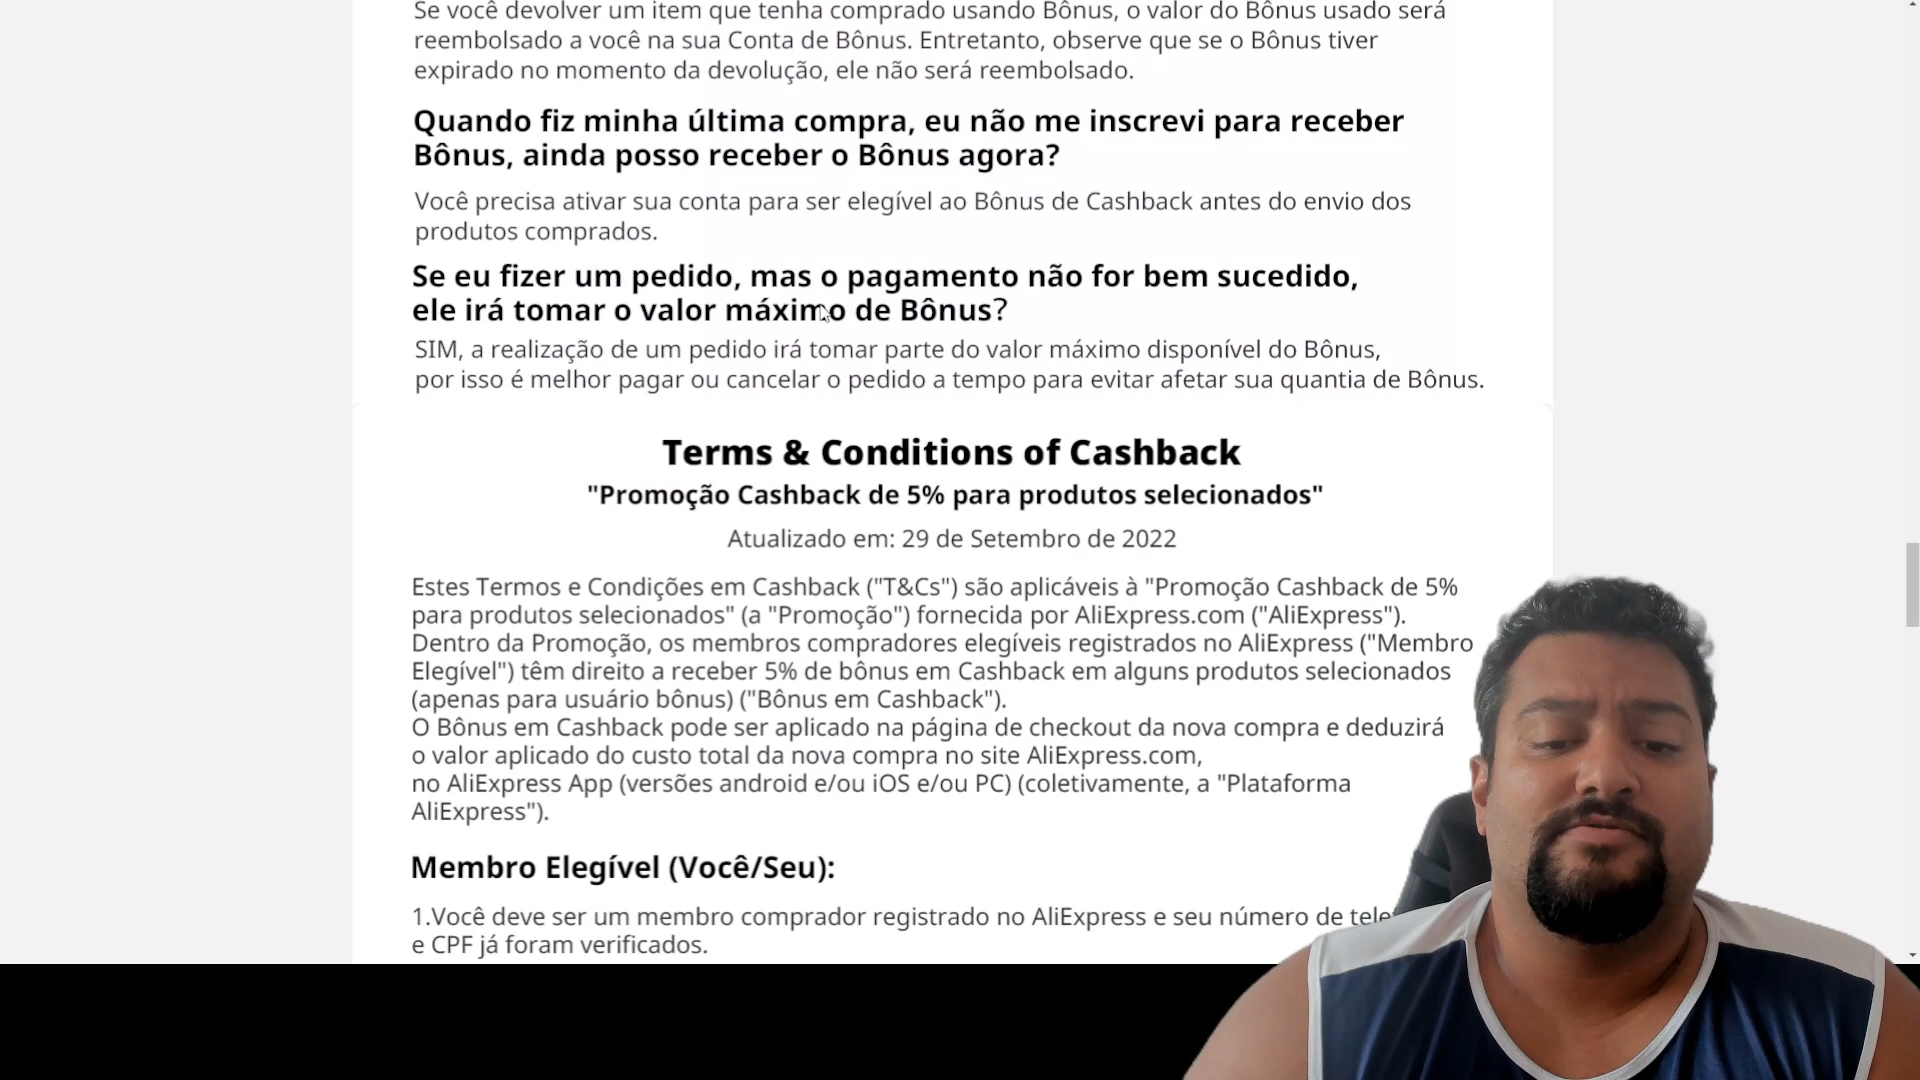 Se você devolver um item que tenha comprado usando Bônus, o valor do Bônus usado será
reembolsado a você na sua Conta de Bônus. Entretanto, observe que se o Bônus tiver
expirado no momento da devolução, ele não será reembolsado.
Quando fiz minha última compra, eu não me inscrevi para receber
Bônus, ainda posso receber o Bônus agora?
Você precisa ativar sua conta para ser elegível ao Bônus de Cashback antes do envio dos
produtos comprados.
Se eu fizer um pedido, mas o pagamento não for bem sucedido,
ele irá tomar o valor máximo de Bônus?
SIM, a realização de um pedido irá tomar parte do valor máximo disponível do Bônus,
por isso é melhor pagar ou cancelar o pedido a tempo para evitar afetar sua quantia de Bônus.
Terms & Conditions of Cashback
"Promoção Cashback de 5% para produtos selecionados"
Atualizado em: 29 de Setembro de 2022
Estes Termos e Condições em Cashback ("T&Cs") são aplicáveis à "Promoção Cashback de 5%
para produtos selecionados" (a "Promoção") fornecida por AliExpress.com ("AliExpress").
Dentro da Promoção, os membros compradores elegíveis registrados no AliExpress ("Membro
Elegível") têm direito a receber 5% de bônus em Cashback em alguns produtos selecionados
(apenas para usuário bônus) ("Bônus em Cashback").
O Bônus em Cashback pode ser aplicado na página de checkout da nova compra e deduzirá
o valor aplicado do custo total da nova compra no site AliExpress.com,
no AliExpress App (versões android e/ou iOS e/ou PC) (coletivamente, a "Plataforma
AliExpress").
Membro Elegível (Você/Seu):
1.Você deve ser um membro comprador registrado no AliExpress e seu número de
e CPF já foram verificados.